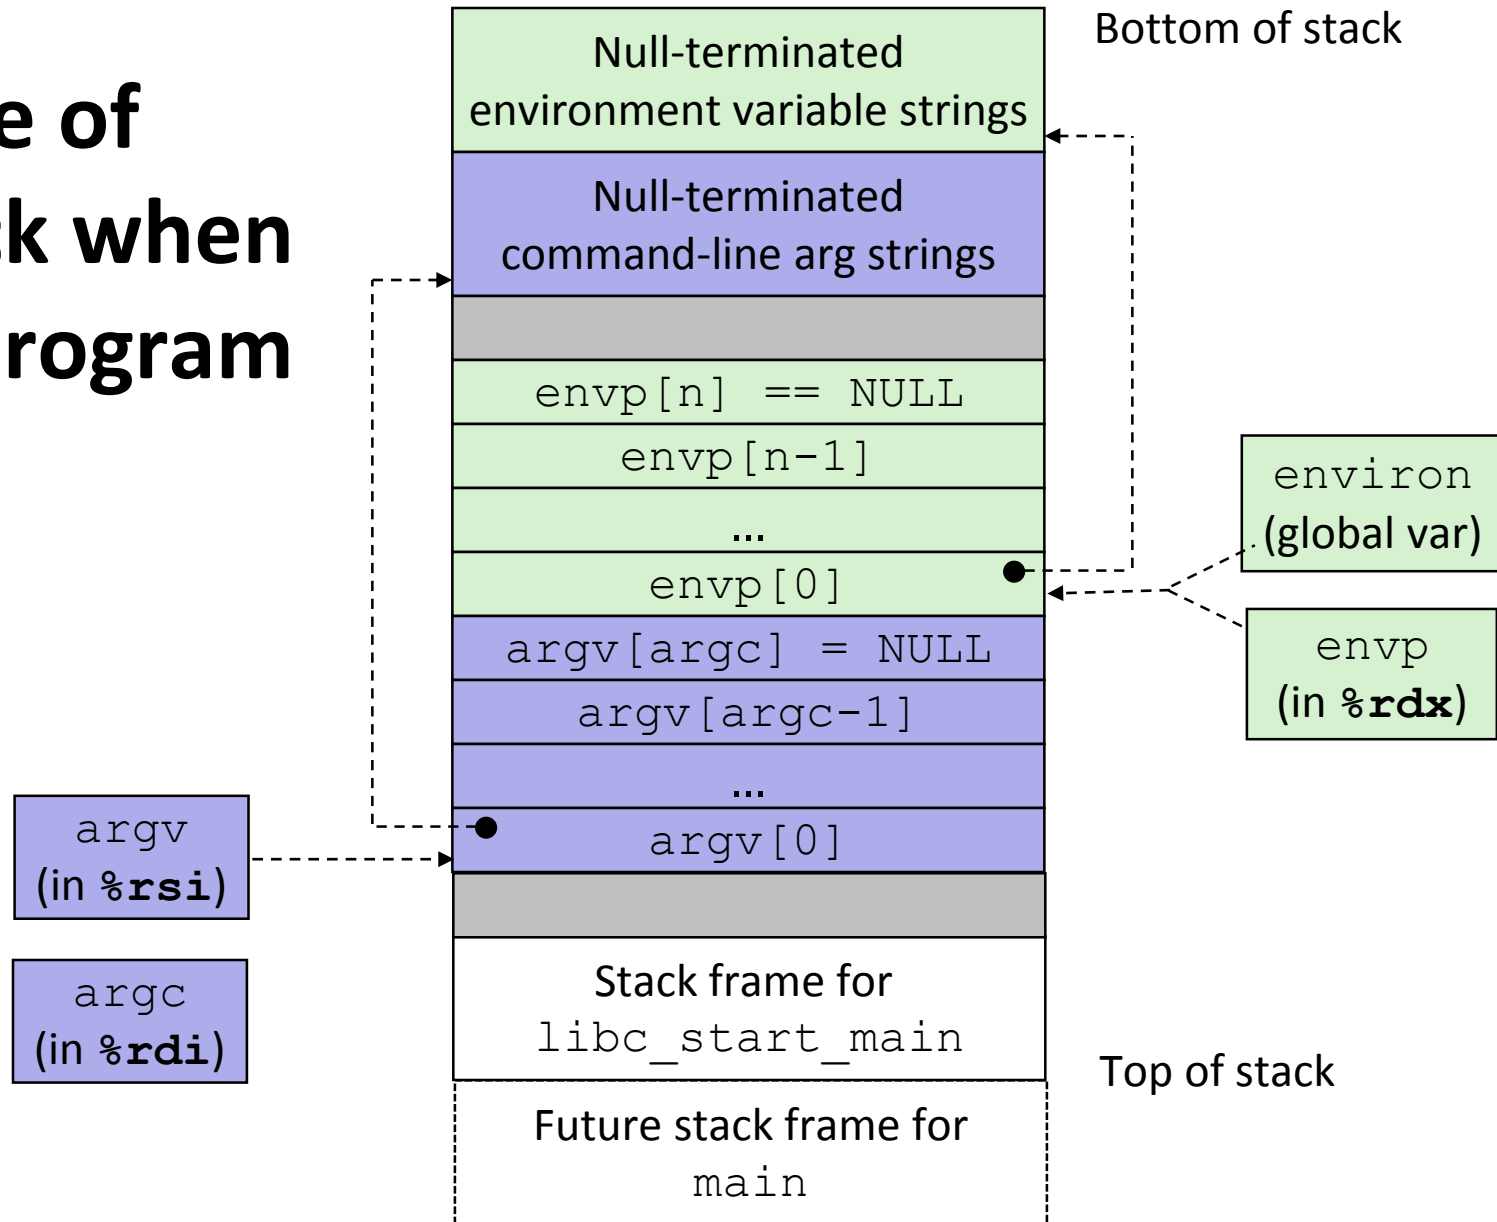 e of
k when
rogram
Bottom of stack
Null-terminated
environment variable strings
Null-terminated
command-line arg strings
envp[n] == NULL
envp[n-1]
...
envp[0]
argv[argc] = NULL
argv[argc-1]
...
argv[0]
environ
(global var)
envp
(in %rdx)
argv
(in %rsi)
argc
(in %rdi)
Stack frame for
libc_start_main
Top of stack
Future stack frame for
main